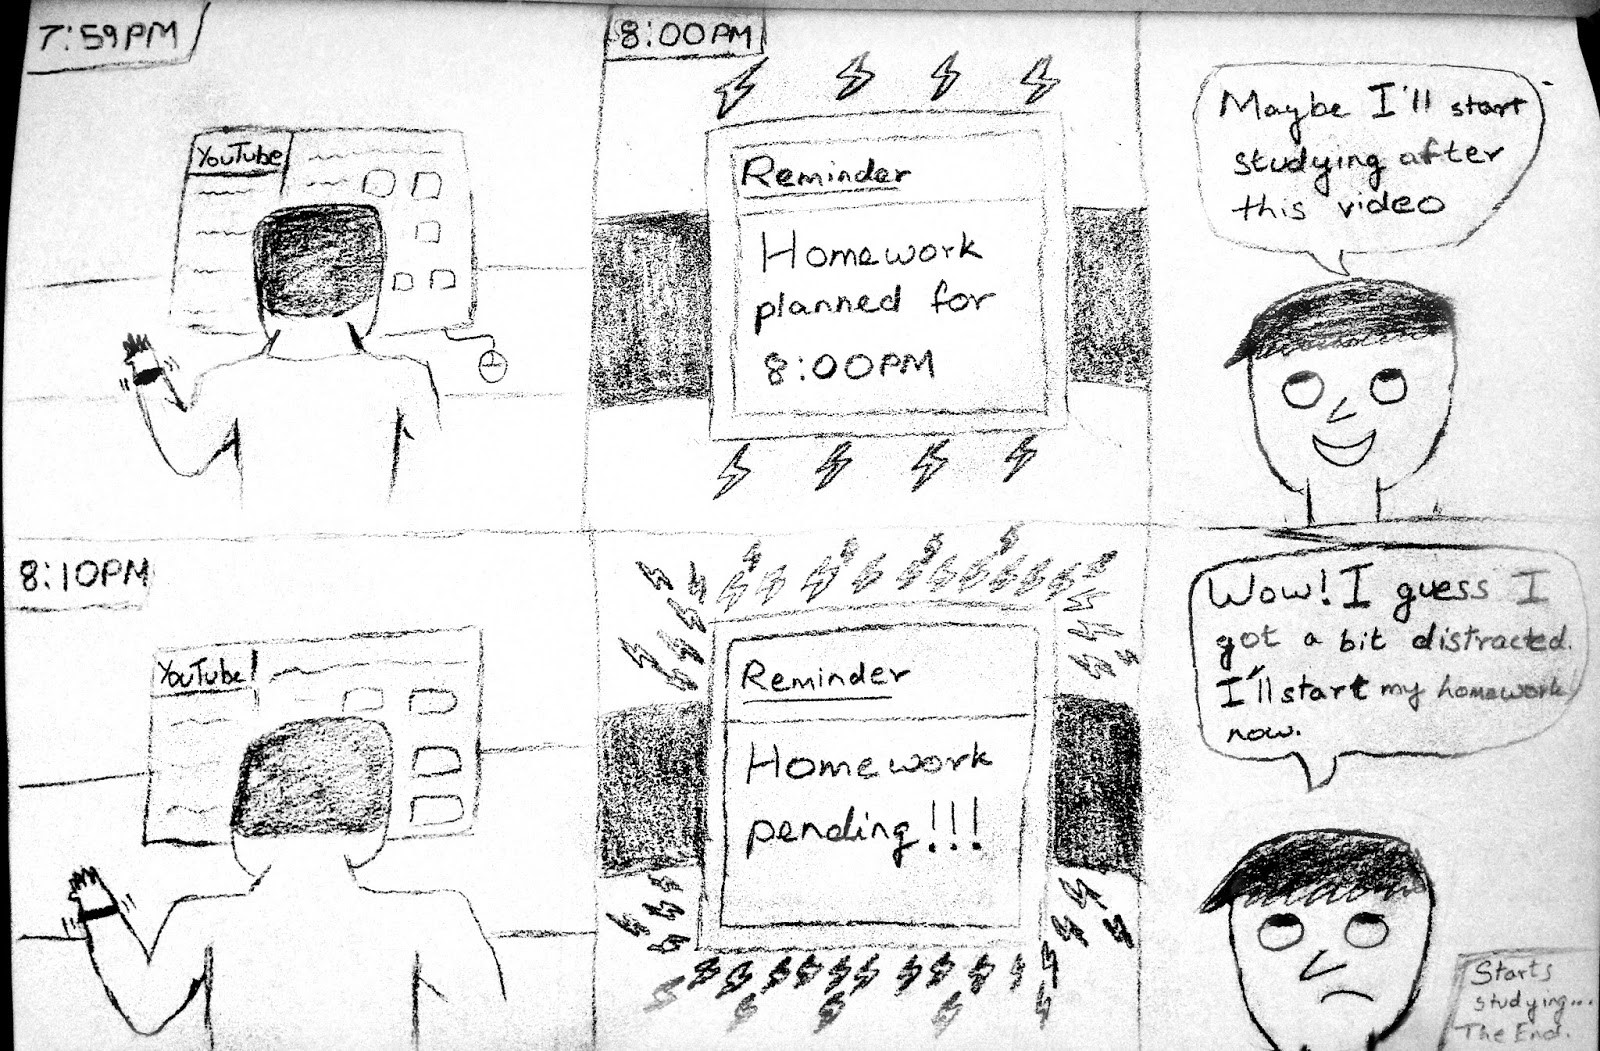 7:59PM
YouTube
8:00PM
Reminder
Homework
planned for
8:00PM
Maybe I'll start
studying after
this video
8:10PM
YouTube
Reminder
Homework
pending!!!
Wow! I guess I
got a bit distracted.
I'll start my homework
now.
Starts
studying...
The End.